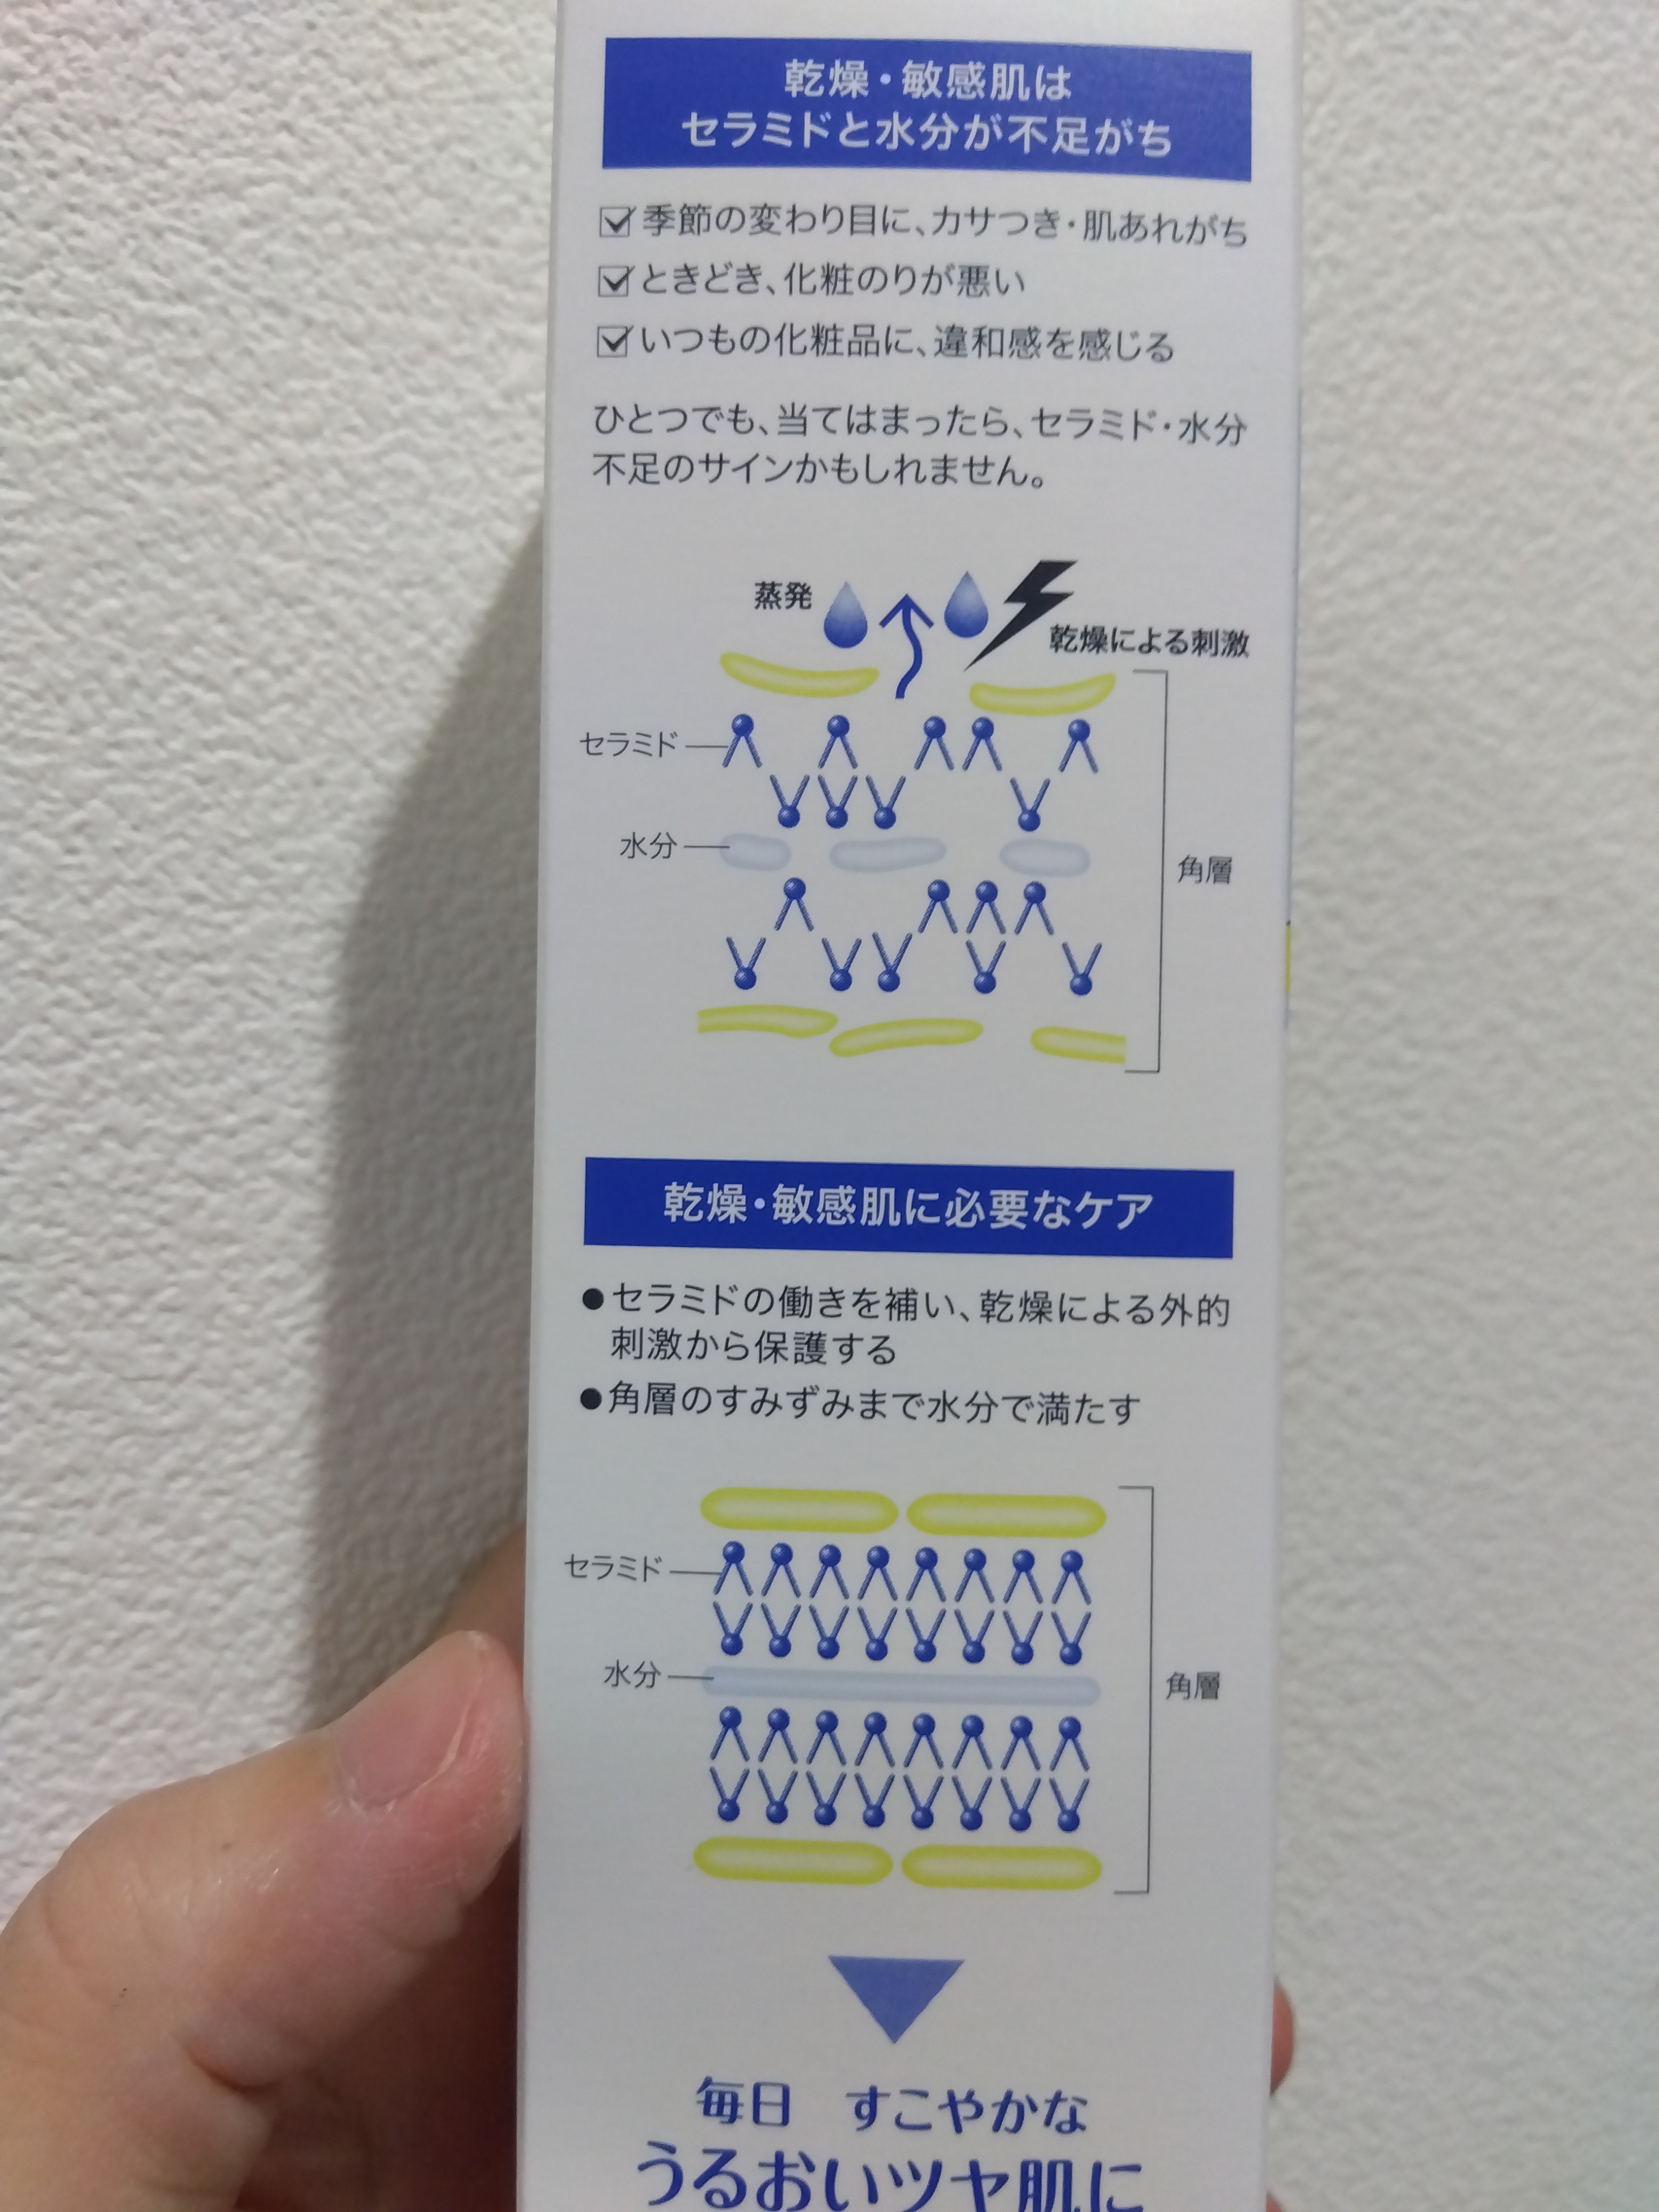 乾燥・敏感肌は
セラミドと水分が不足がち
季節の変わり目に、カサつき・肌あれがち
ときどき、化粧のりが悪い
いつもの化粧品に、違和感を感じる
ひとつでも、当てはまったら、セラミド・水分
不足のサインかもしれません。
蒸発
乾燥による刺激
セラミド
水分
角層
乾燥・敏感肌に必要なケア
●セラミドの働きを補い、乾燥による外的
刺激から保護する
●角層のすみずみまで水分で満たす
セラミド
水分
角層
毎日 すこやかな
うるおいツヤ肌に